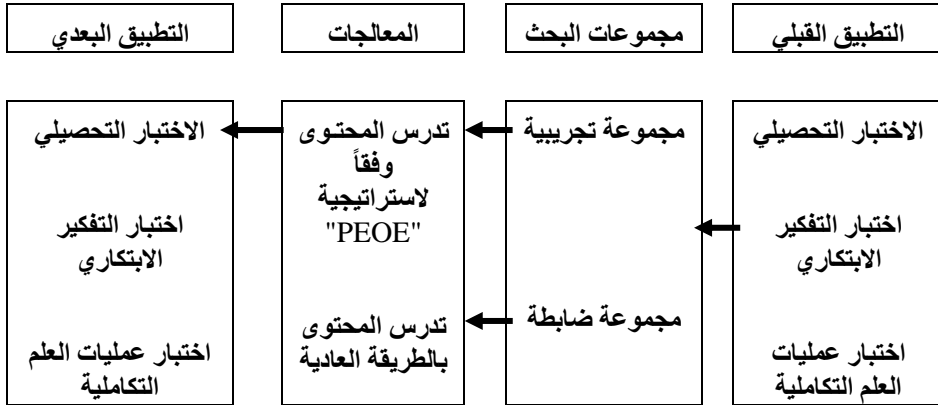 التطبيق القبلي
مجموعات البحث
المعالجات
التطبيق البعدي
الاختبار التحصيلي
اختبار التفكير
الابتكاري
اختبار عمليات
العلم التكاملية
مجموعة تجريبية
مجموعة ضابطة
تدرس المحتوى
وفقاً
لاستراتيجية
"PEOE"
تدرس المحتوى
بالطريقة العادية
الاختبار التحصيلي
اختبار التفكير
الابتكاري
اختبار عمليات العلم
التكاملية